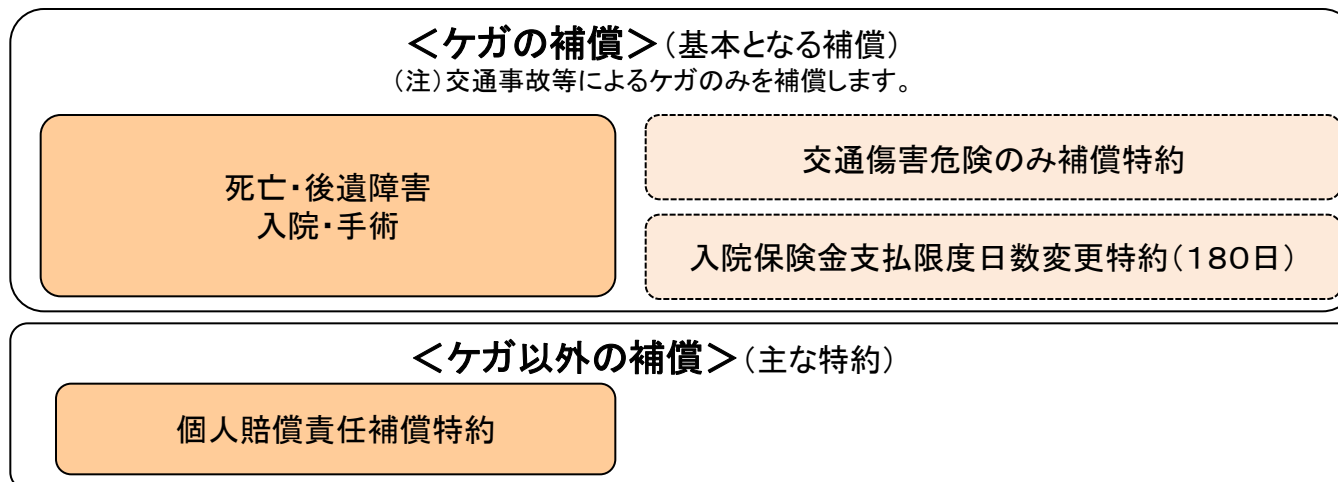 ＜ケガの補償＞（基本となる補償）
（注）交通事故等によるケガのみを補償します。
死亡・後遺障害
入院・手術
交通傷害危険のみ補償特約
入院保険金支払限度日数変更特約（１８０日）
＜ケガ以外の補償＞（主な特約）
個人賠償責任補償特約